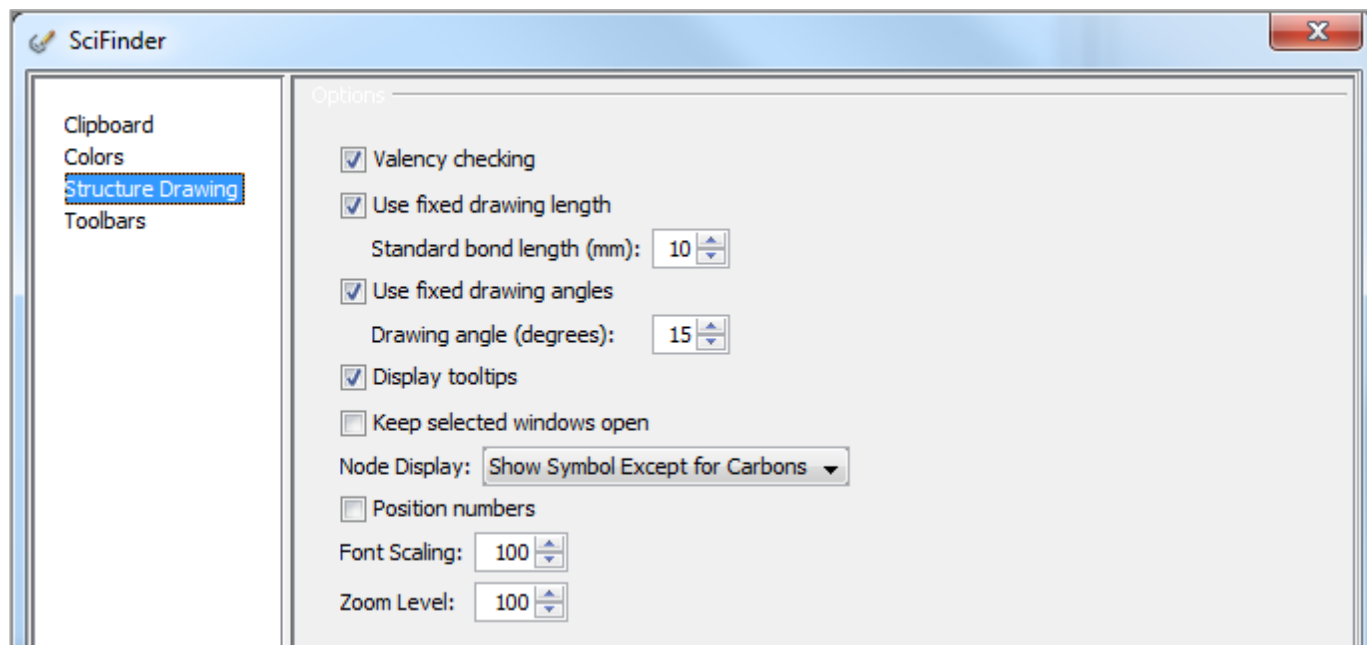 SciFinder
Clipboard
Colors
Structure Drawing
Toolbars
Options
Valency checking
Use fixed drawing length
Standard bond length (mm): 10
Use fixed drawing angles
Drawing angle (degrees): 15
Display tooltips
Keep selected windows open
Node Display: Show Symbol Except for Carbons
Position numbers
Font Scaling: 100
Zoom Level: 100